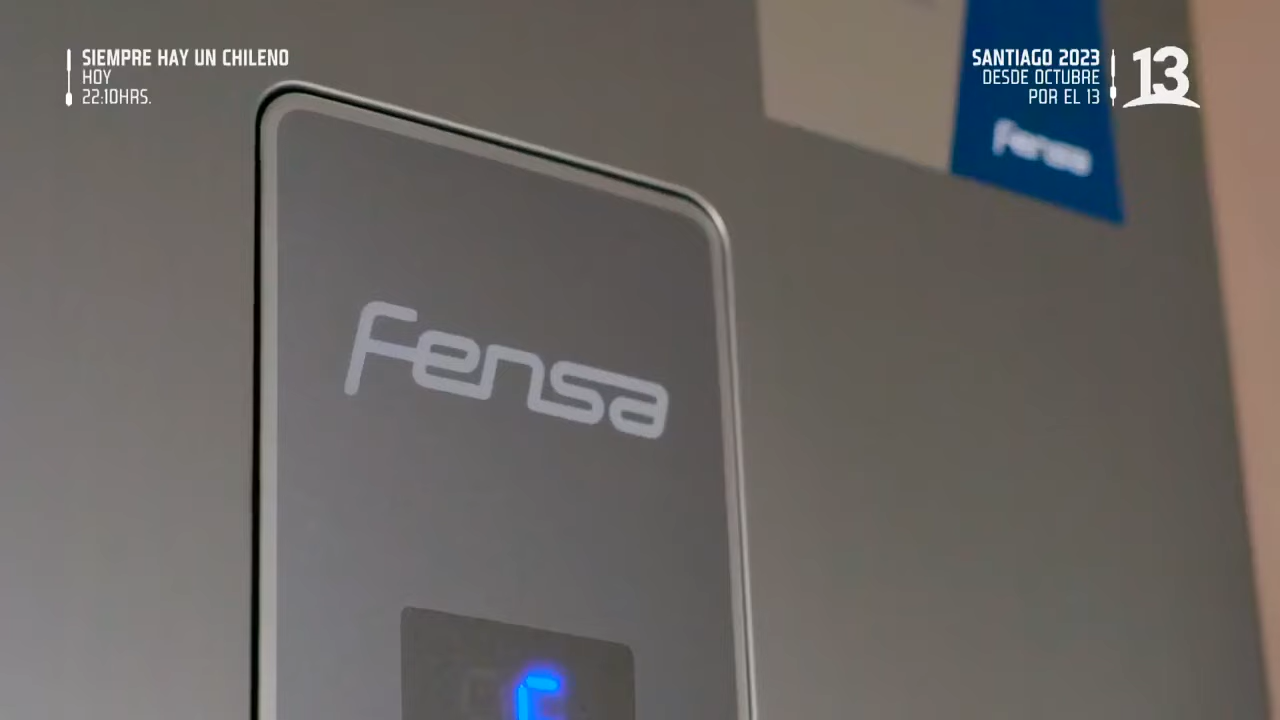 SIEMPRE HAY UN CHILENO
HOY
22:10HRS.
SANTIAGO 2023
DESDE OCTUBRE
POR EL 13
13
Fensa
Fensa